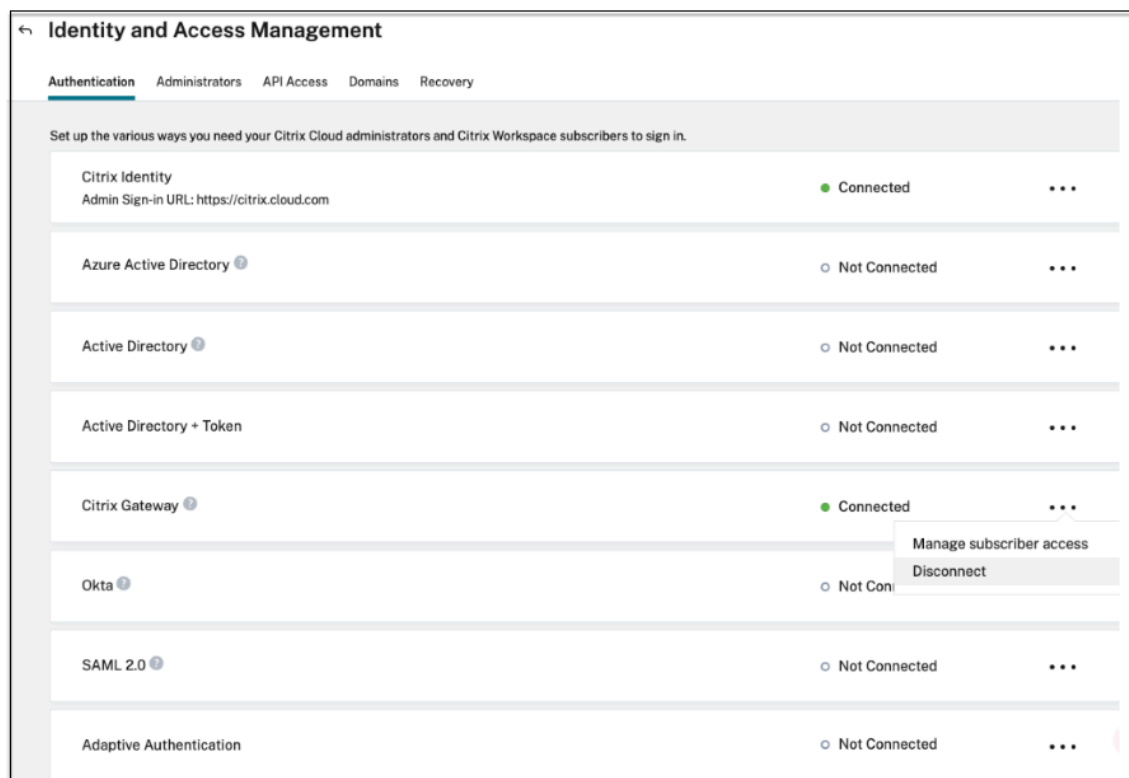 Identity and Access Management
Authentication Administrators API Access Domains Recovery
Set up the various ways you need your Citrix Cloud administrators and Citrix Workspace subscribers to sign in.
Citrix Identity
Admin Sign-in URL: https://citrix.cloud.com
Connected
Azure Active Directory
Not Connected
Active Directory
Not Connected
Active Directory + Token
Not Connected
Citrix Gateway
Connected
Manage subscriber access
Disconnect
Okta
Not Con
SAML 2.0
Not Connected
Adaptive Authentication
Not Connected